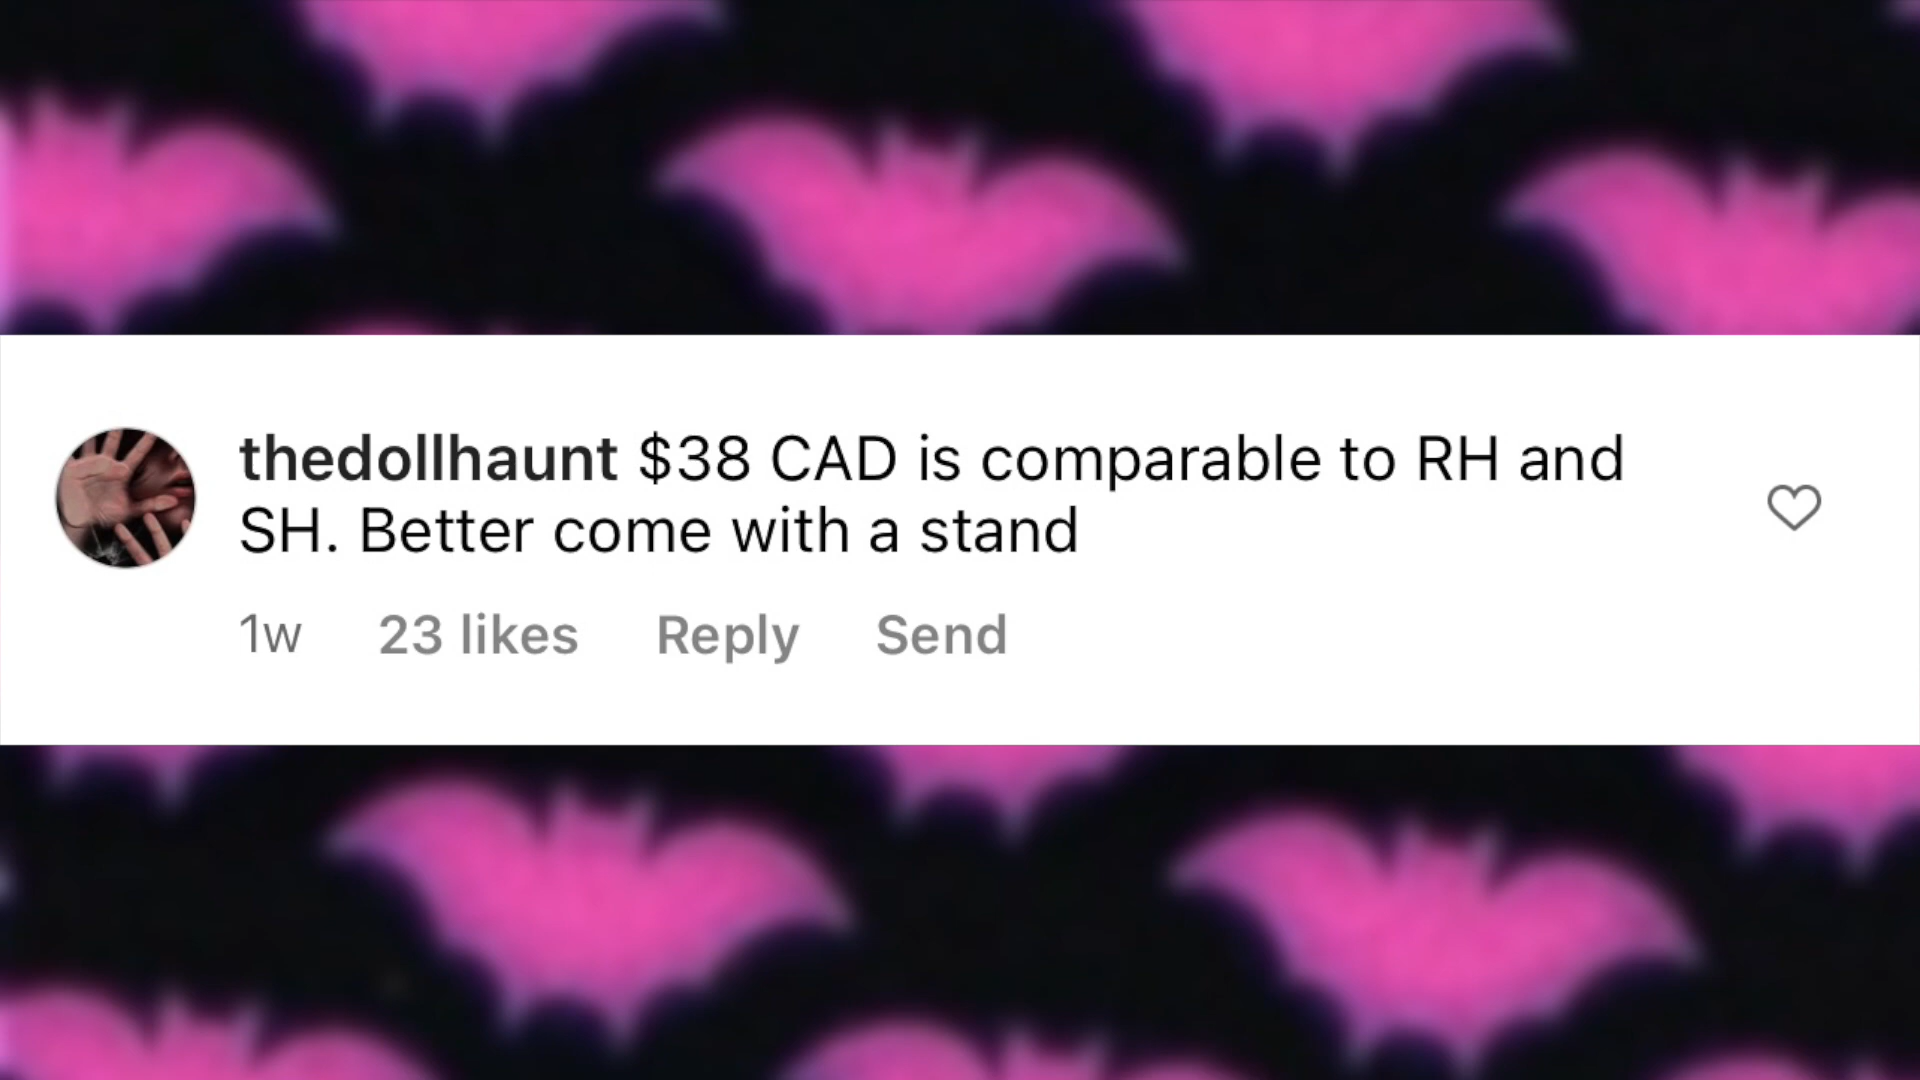 thedollhaunt $38 CAD is comparable to RH and
SH. Better come with a stand
1w 23 likes Reply Send